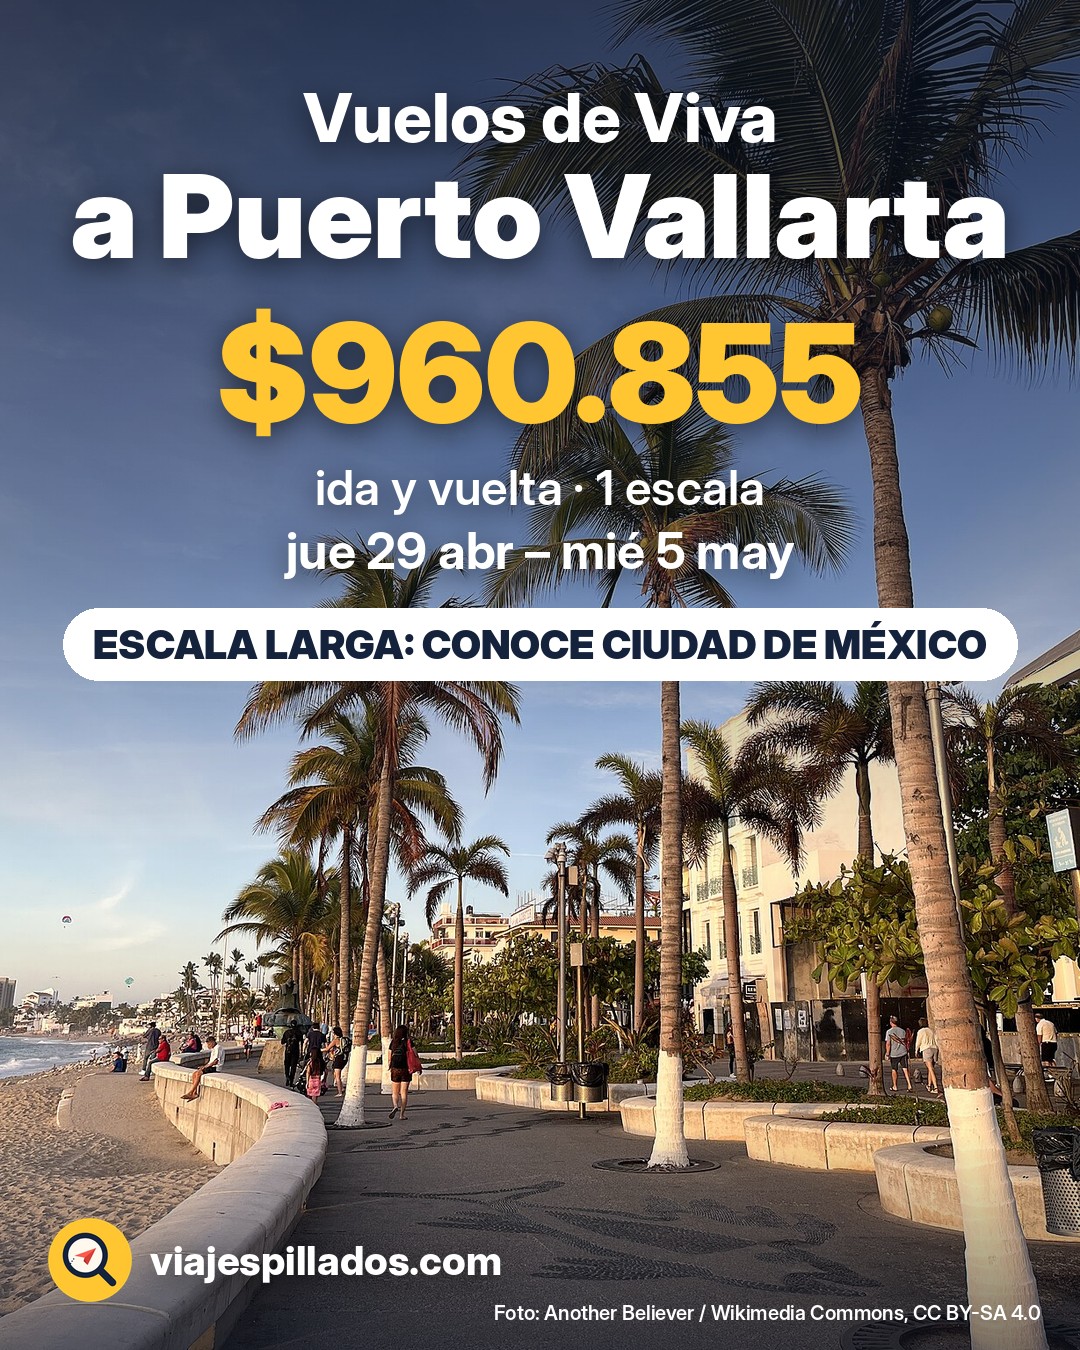 Vuelos de Viva
a Puerto Vallarta
$960.855
ida y vuelta · 1 escala
jue 29 abr – mié 5 may
ESCALA LARGA: CONOCE CIUDAD DE MÉXICO
viajespillados.com
Foto: Another Believer / Wikimedia Commons, CC BY-SA 4.0